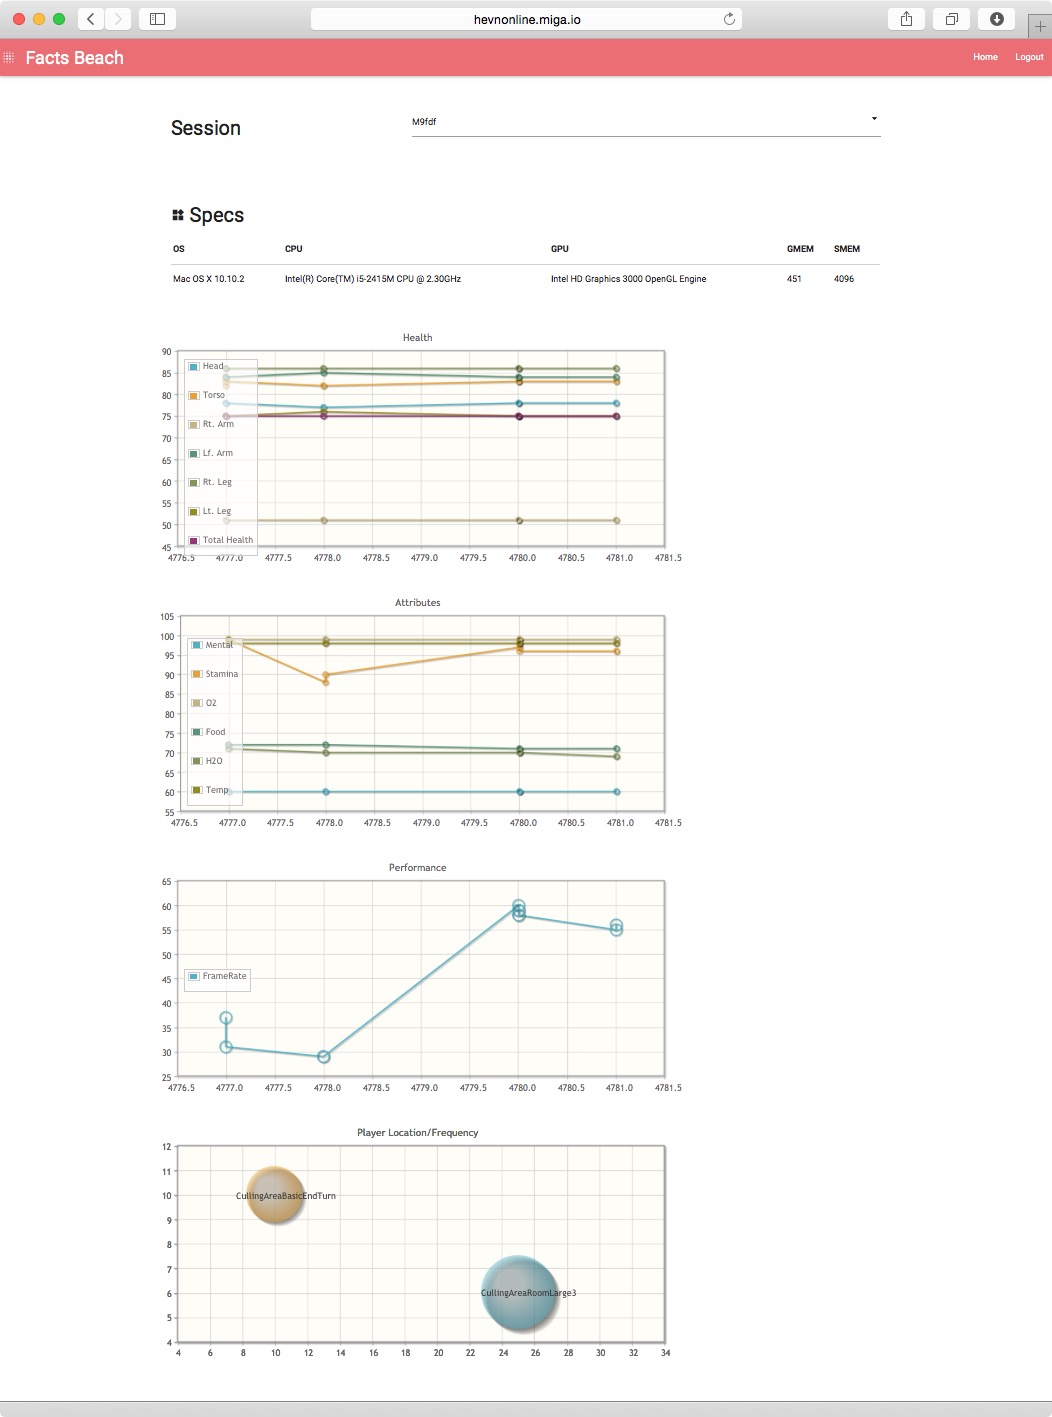 hevnonline.miga.io
Facts Beach
Home Logout
Session
M9fdf
Specs
OS CPU GPU GMEM SMEM
Mac OS X 10.10.2 Intel(R) Core(TM) i5-2415M CPU @ 2.30GHz Intel HD Graphics 3000 OpenGL Engine 451 4096
Health
90
85
80
75
70
65
60
55
50
45
Head
Torso
Rt. Arm
Lf. Arm
Rt. Leg
Lt. Leg
Total Health
4776.5 4777.0 4777.5 4778.0 4778.5 4779.0 4779.5 4780.0 4780.5 4781.0 4781.5
Attributes
105
100
95
90
85
80
75
70
65
60
55
Mental
Stamina
O2
Food
H2O
Temp
4776.5 4777.0 4777.5 4778.0 4778.5 4779.0 4779.5 4780.0 4780.5 4781.0 4781.5
Performance
65
60
55
50
45
40
35
30
25
FrameRate
4776.5 4777.0 4777.5 4778.0 4778.5 4779.0 4779.5 4780.0 4780.5 4781.0 4781.5
Player Location/Frequency
12
11
10
9
8
7
6
5
4
CullingAreaBasicEndTurn
CullingAreaRoomLarge3
4 6 8 10 12 14 16 18 20 22 24 26 28 30 32 34